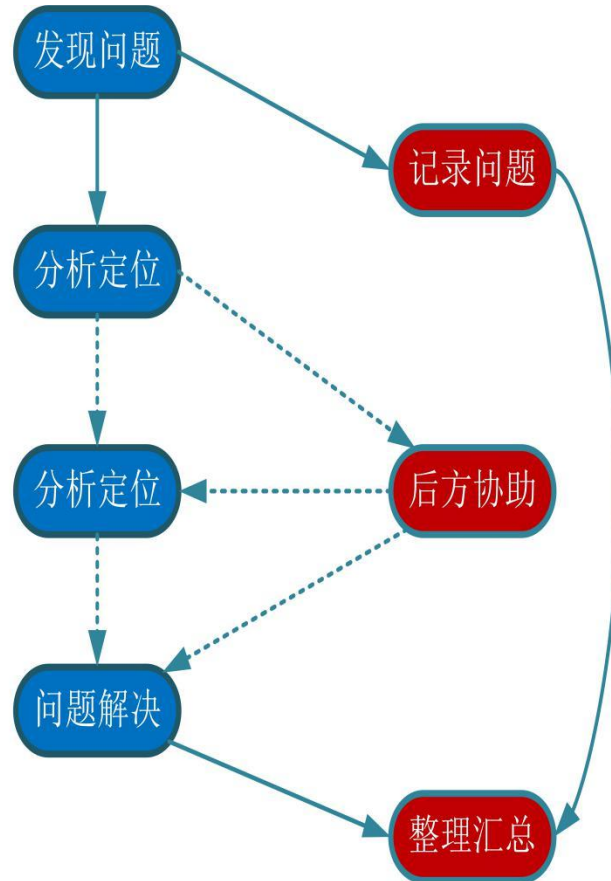 发现问题
记录问题
分析定位
分析定位
后方协助
问题解决
整理汇总